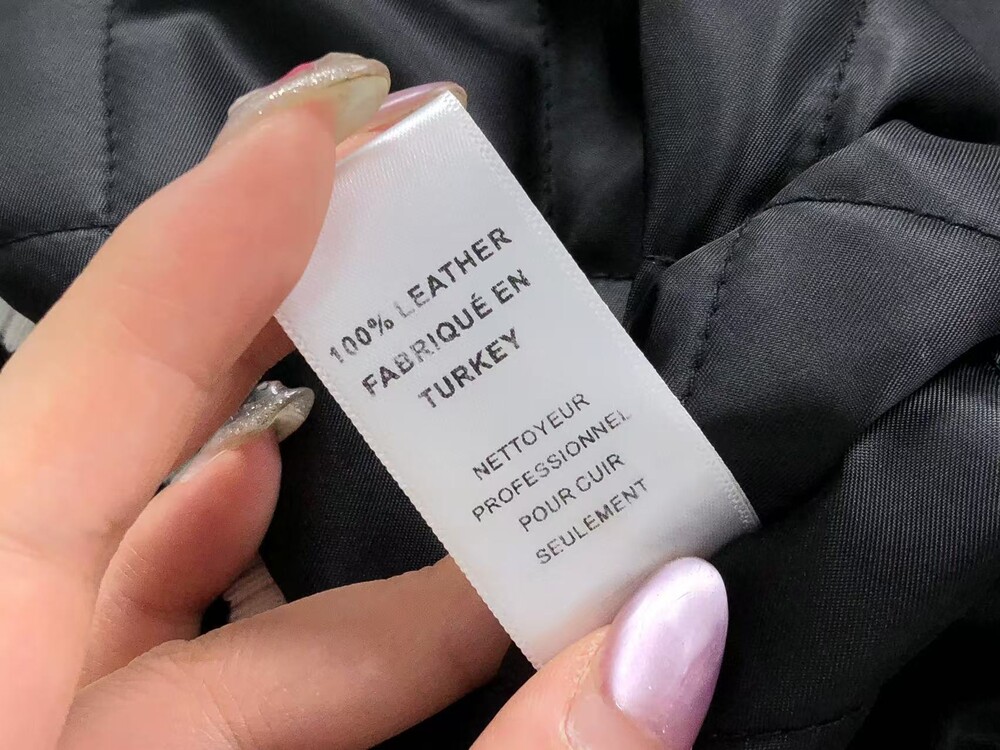 100% LEATHER
FABRIQUÉ EN
TURKEY
NETTOYEUR
PROFESSIONNEL
POUR CUIR
SEULEMENT